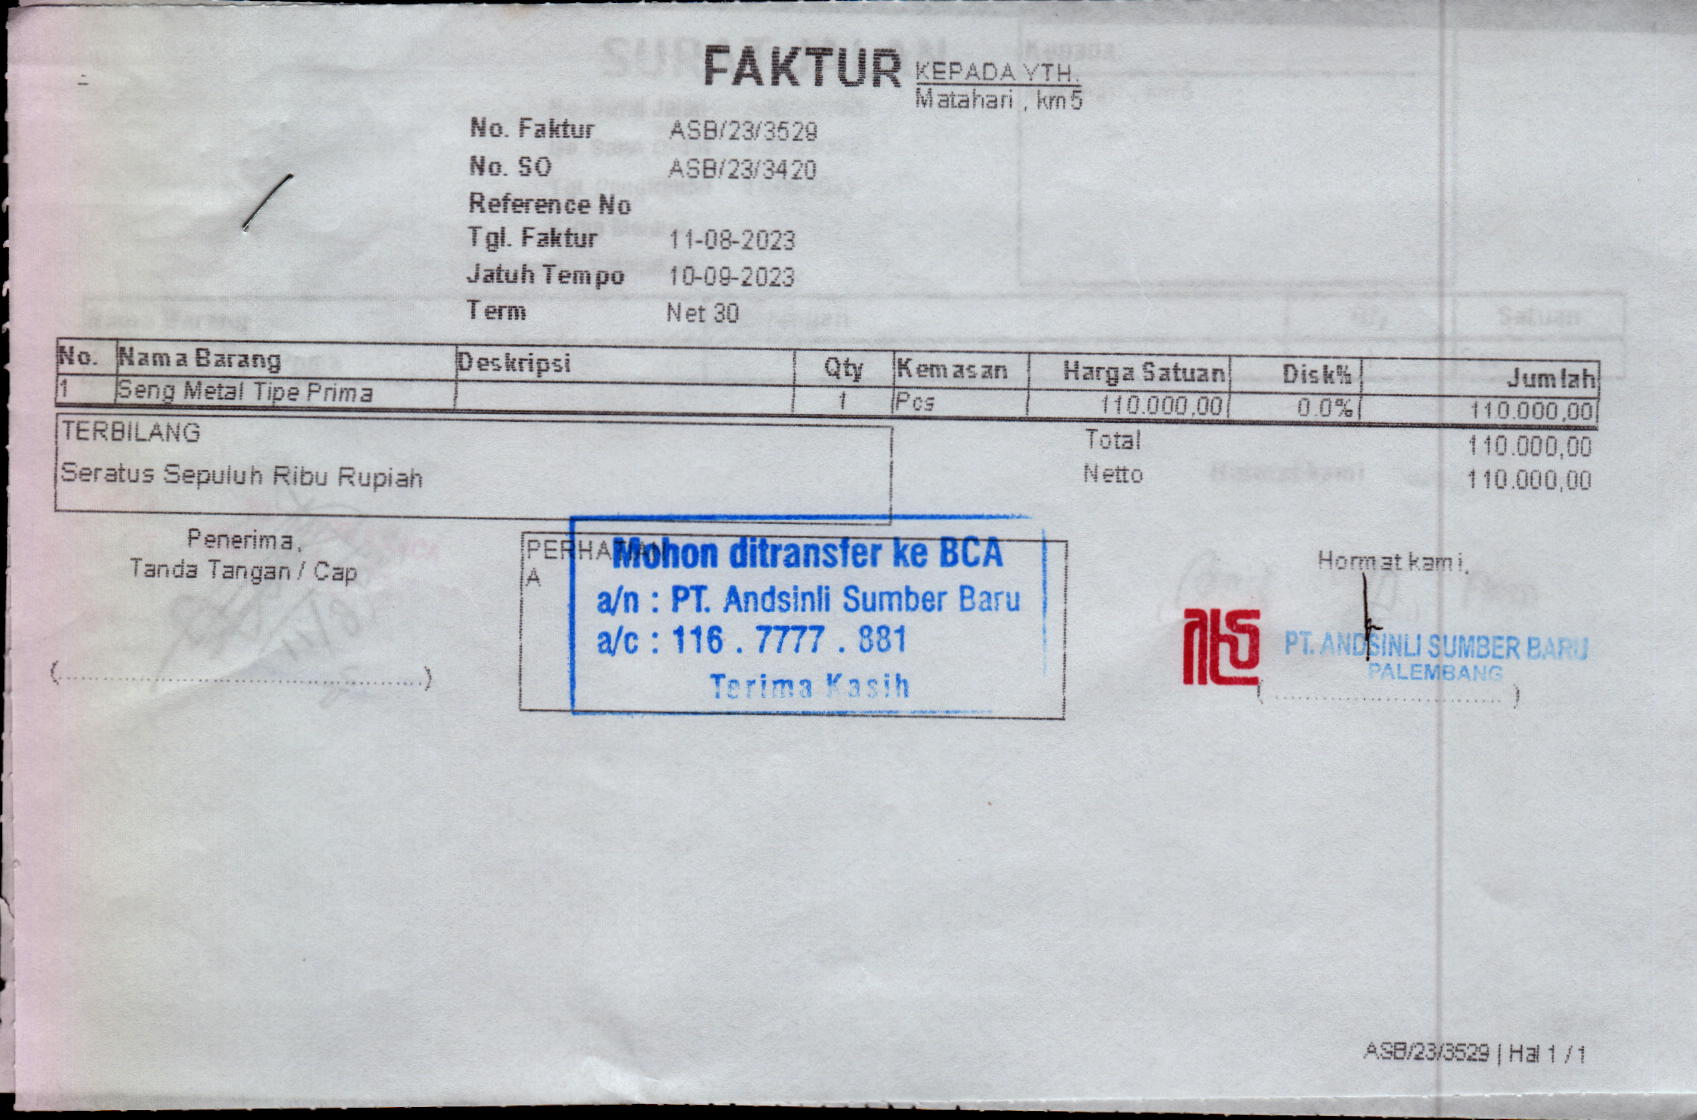 FAKTUR
KEPADA YTH.
Matahari , km5
No. Faktur ASB/23/3529
No. SO ASB/23/3420
Reference No
Tgl. Faktur 11-08-2023
Jatuh Tempo 10-09-2023
Term Net 30
No. Nama Barang Deskripsi Qty Kemasan Harga Satuan Disk% Jumlah
1 Seng Metal Tipe Prima 1 Pcs 110.000,00 0.0% 110.000,00
TERBILANG
Seratus Sepuluh Ribu Rupiah
Total 110.000,00
Netto 110.000,00
Penerima,
Tanda Tangan / Cap
(....................................................)
PERHATIAN
A
Mohon ditransfer ke BCA
a/n : PT. Andsinli Sumber Baru
a/c : 116 . 7777 . 881
Terima Kasih
Hormat kami,
PT. ANDSINLI SUMBER BARU
PALEMBANG
(..................................)
ASB/23/3529 | Hal 1 / 1